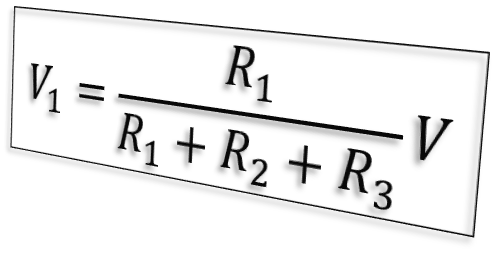 V₁ = R₁ / (R₁ + R₂ + R₃) V